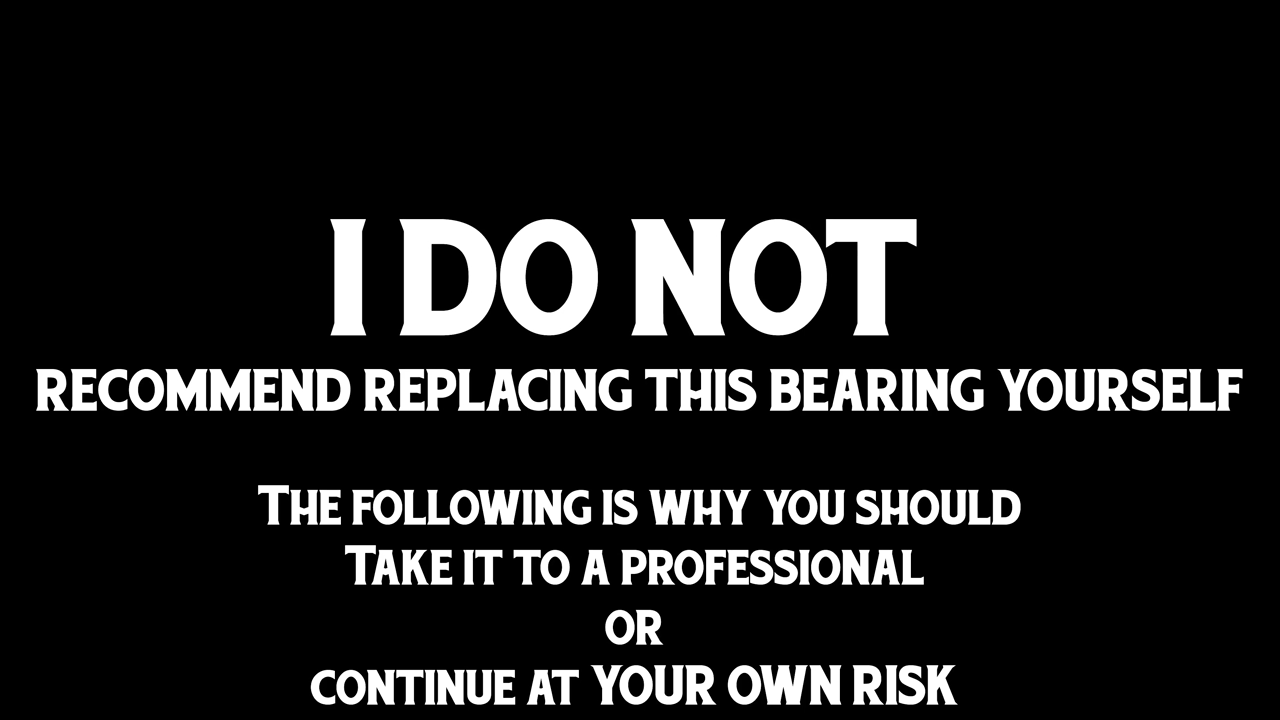 I DO NOT
RECOMMEND REPLACING THIS BEARING YOURSELF
THE FOLLOWING IS WHY YOU SHOULD
TAKE IT TO A PROFESSIONAL
OR
CONTINUE AT YOUR OWN RISK